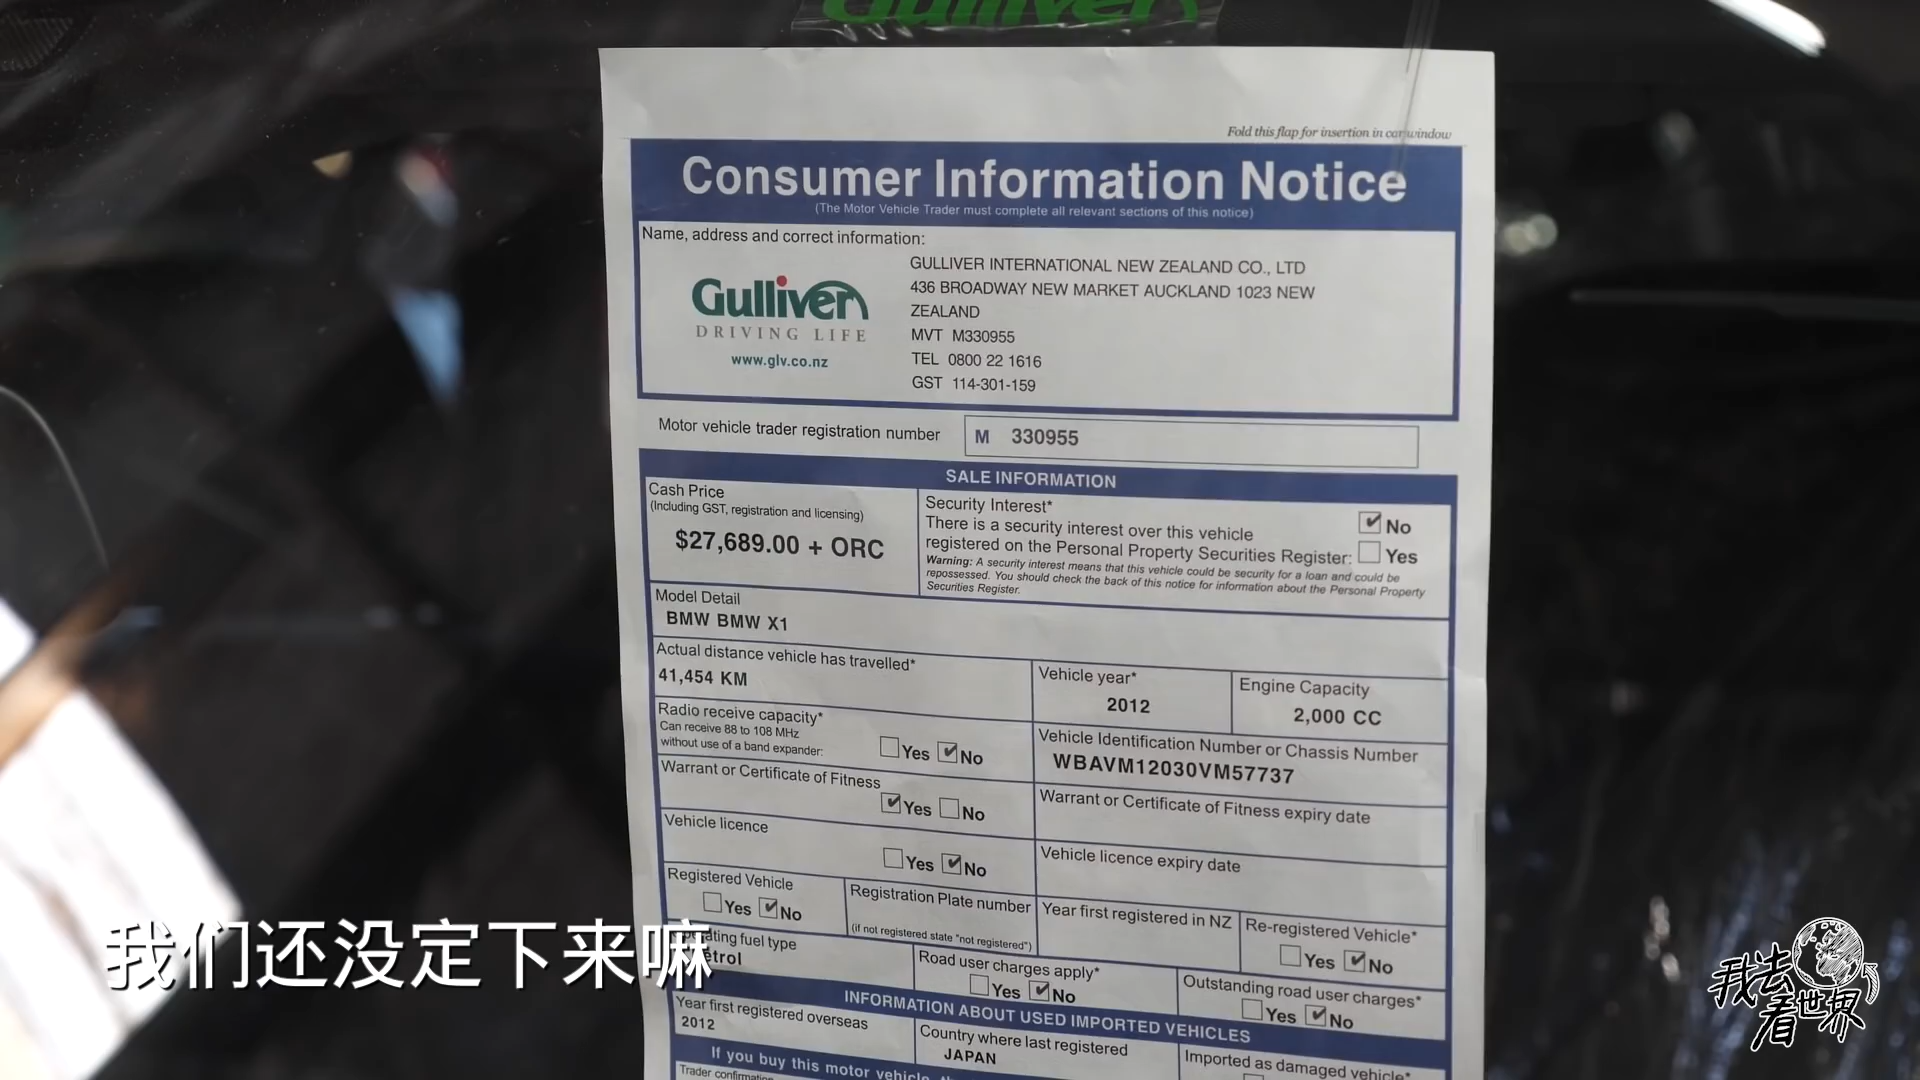 Gulliver
Fold this flap for insertion in car window
Consumer Information Notice
(The Motor Vehicle Trader must complete all relevant sections of this notice)
Name, address and correct information:
Gulliver
DRIVING LIFE
www.glv.co.nz
GULLIVER INTERNATIONAL NEW ZEALAND CO., LTD
436 BROADWAY NEW MARKET AUCKLAND 1023 NEW
ZEALAND
MVT M330955
TEL 0800 22 1616
GST 114-301-159
Motor vehicle trader registration number
M 330955
SALE INFORMATION
Cash Price
(Including GST, registration and licensing)
$27,689.00 + ORC
Security Interest*
There is a security interest over this vehicle
registered on the Personal Property Securities Register:
No
Yes
Warning: A security interest means that this vehicle could be security for a loan and could be
repossessed. You should check the back of this notice for information about the Personal Property
Securities Register.
Model Detail
BMW BMW X1
Actual distance vehicle has travelled*
41,454 KM
Vehicle year*
2012
Engine Capacity
2,000 CC
Radio receive capacity*
Can receive 88 to 108 MHz
without use of a band expander:
Yes No
Vehicle Identification Number or Chassis Number
WBAVM12030VM57737
Warrant or Certificate of Fitness
Yes No
Warrant or Certificate of Fitness expiry date
Vehicle licence
Yes No
Vehicle licence expiry date
Registered Vehicle
Yes No
Registration Plate number
(if not registered state "not registered")
Year first registered in NZ
Re-registered Vehicle*
Yes No
fuel type
Road user charges apply*
Yes No
Outstanding road user charges*
Yes No
INFORMATION ABOUT USED IMPORTED VEHICLES
Year first registered overseas
2012
Country where last registered
JAPAN
Imported as damaged vehicle*
If you buy this motor vehicle
Trader
我们还没定下来嘛
我去看世界